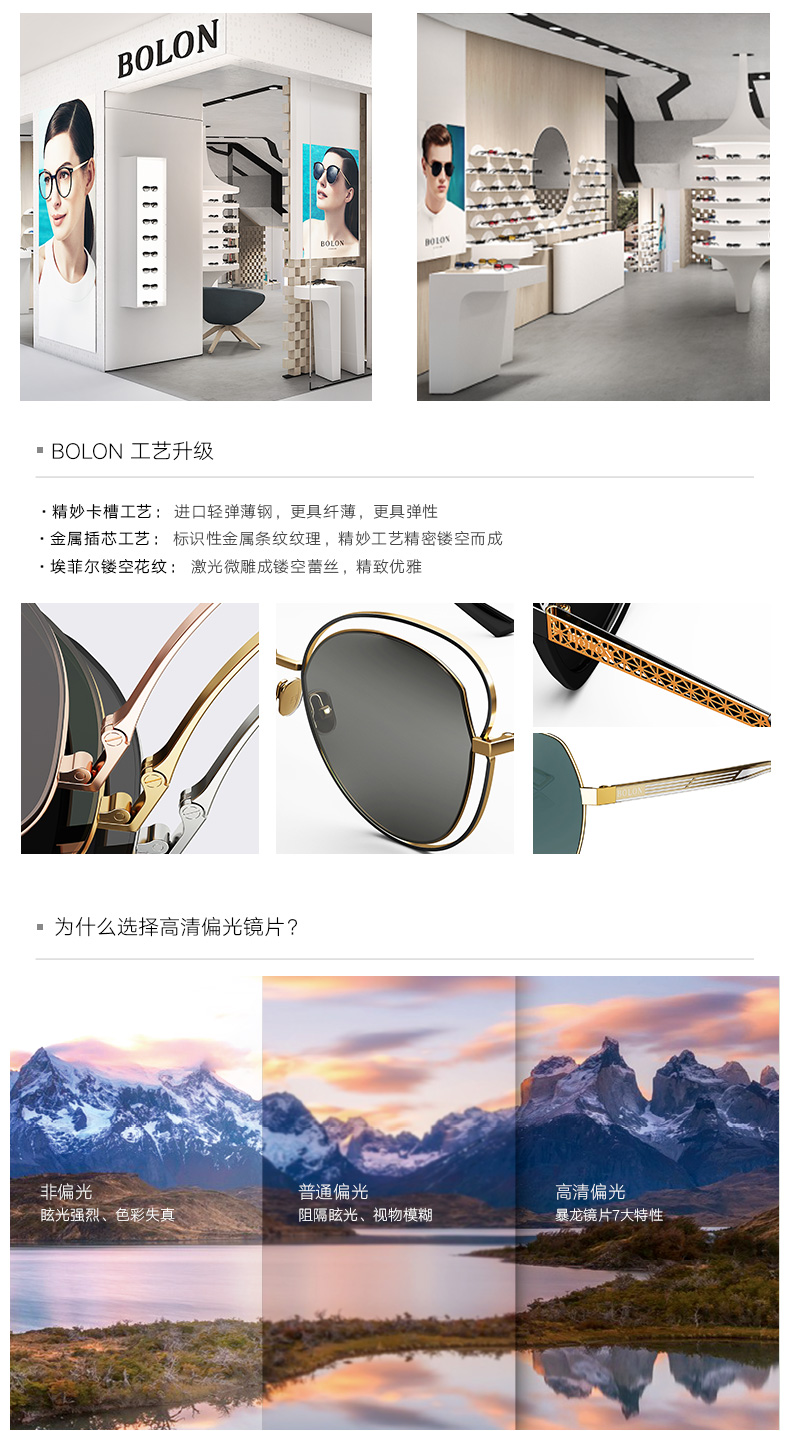 BOLON
BOLON
BOLON
BOLON 工艺升级
· 精妙卡槽工艺： 进口轻弹薄钢，更具纤薄，更具弹性
· 金属插芯工艺： 标识性金属条纹纹理，精妙工艺精密镂空而成
· 埃菲尔镂空花纹： 激光微雕成镂空蕾丝，精致优雅
BOLON
BOLON
为什么选择高清偏光镜片？
非偏光
眩光强烈、色彩失真
普通偏光
阻隔眩光、视物模糊
高清偏光
暴龙镜片7大特性